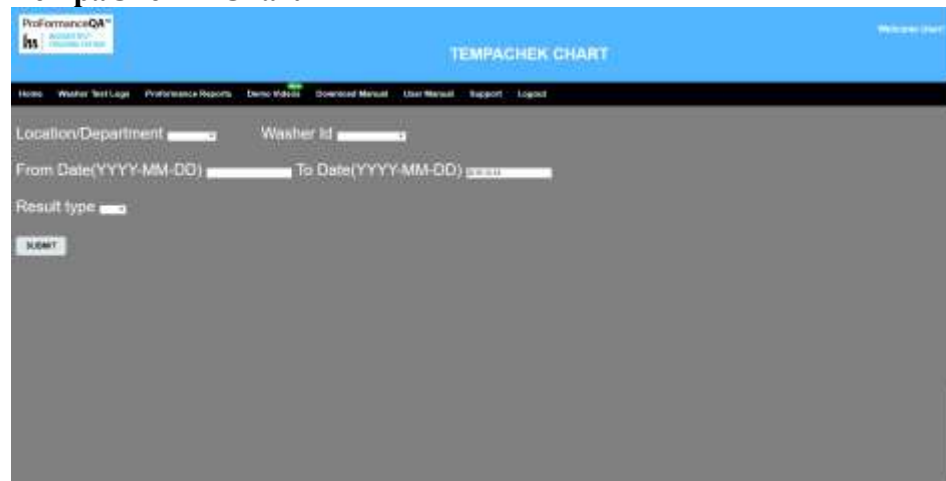 ProFormanceQA™
TEMPACHEK CHART
Welcome User!
Home Washer Test Logs Proformance Reports Demo Videos Download Manual User Manual Support Logout
Location/Department Washer Id
From Date(YYYY-MM-DD) To Date(YYYY-MM-DD)
Result type
SUBMIT